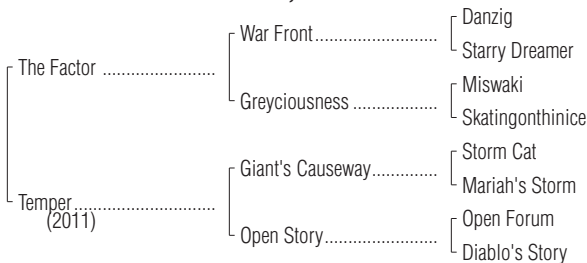 Danzig
War Front
Starry Dreamer
The Factor
Miswaki
Greyciousness
Skatingonthinice
Storm Cat
Giant's Causeway
Mariah's Storm
Temper
(2011)
Open Forum
Open Story
Diablo's Story